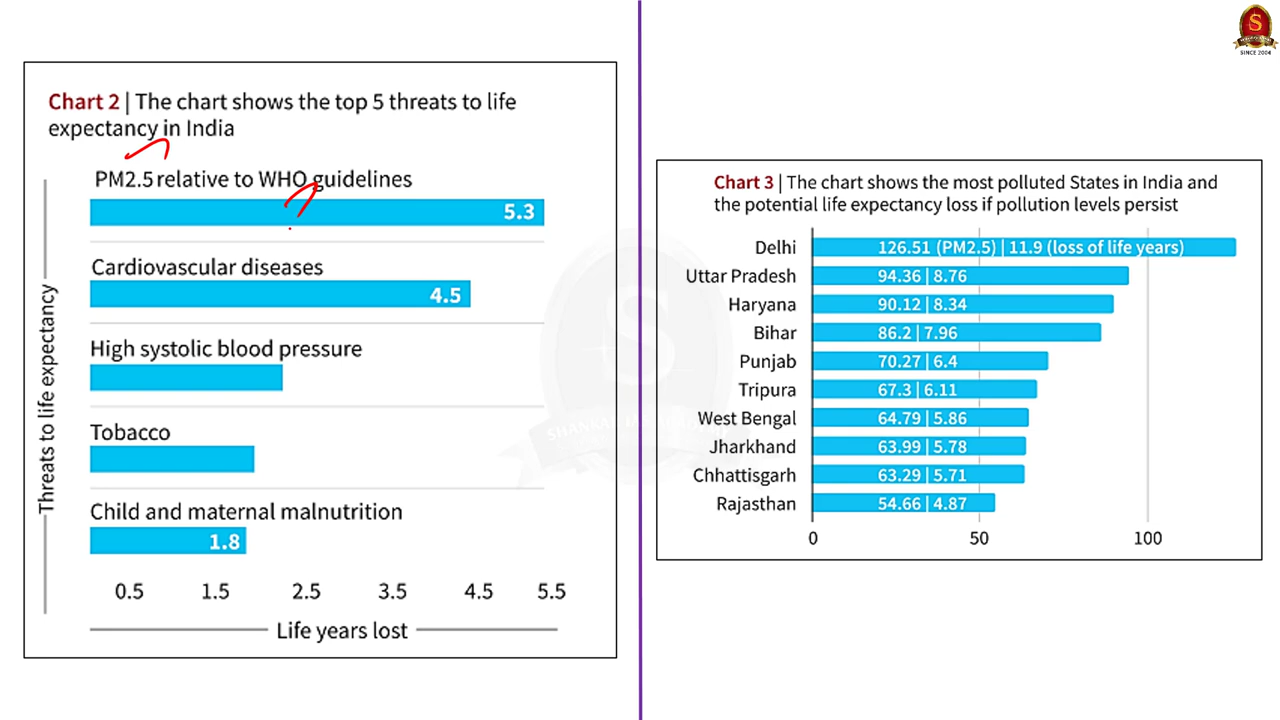 Chart 2 | The chart shows the top 5 threats to life
expectancy in India
Threats to life expectancy
PM2.5 relative to WHO guidelines
5.3
Cardiovascular diseases
4.5
High systolic blood pressure
Tobacco
Child and maternal malnutrition
1.8
0.5 1.5 2.5 3.5 4.5 5.5
Life years lost
S
SINCE 2004
Chart 3 | The chart shows the most polluted States in India and
the potential life expectancy loss if pollution levels persist
Delhi 126.51 (PM2.5) | 11.9 (loss of life years)
Uttar Pradesh 94.36 | 8.76
Haryana 90.12 | 8.34
Bihar 86.2 | 7.96
Punjab 70.27 | 6.4
Tripura 67.3 | 6.11
West Bengal 64.79 | 5.86
Jharkhand 63.99 | 5.78
Chhattisgarh 63.29 | 5.71
Rajasthan 54.66 | 4.87
0 50 100